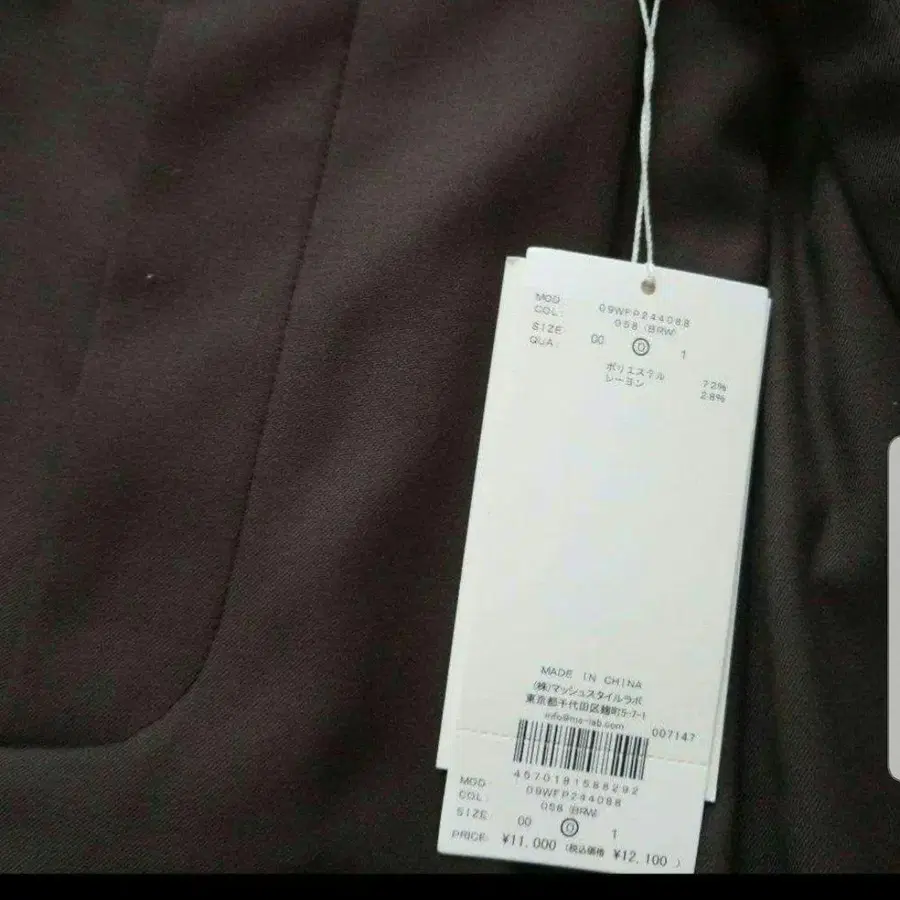 MOD: 09WFP244088
COL: 058 (BRW)
SIZE 00 0 1
QUA: ポリエステル 72%
レーヨン 28%
MADE IN CHINA
(株)マッシュスタイルラボ
東京都千代田区麹町5-7-1
info@ms-lab.com
007147
4570191588292
MOD: 09WFP244088
COL: 058 (BRW)
SIZE: 00 0 1
PRICE: ¥11,000 (税込価格 ¥12,100 )